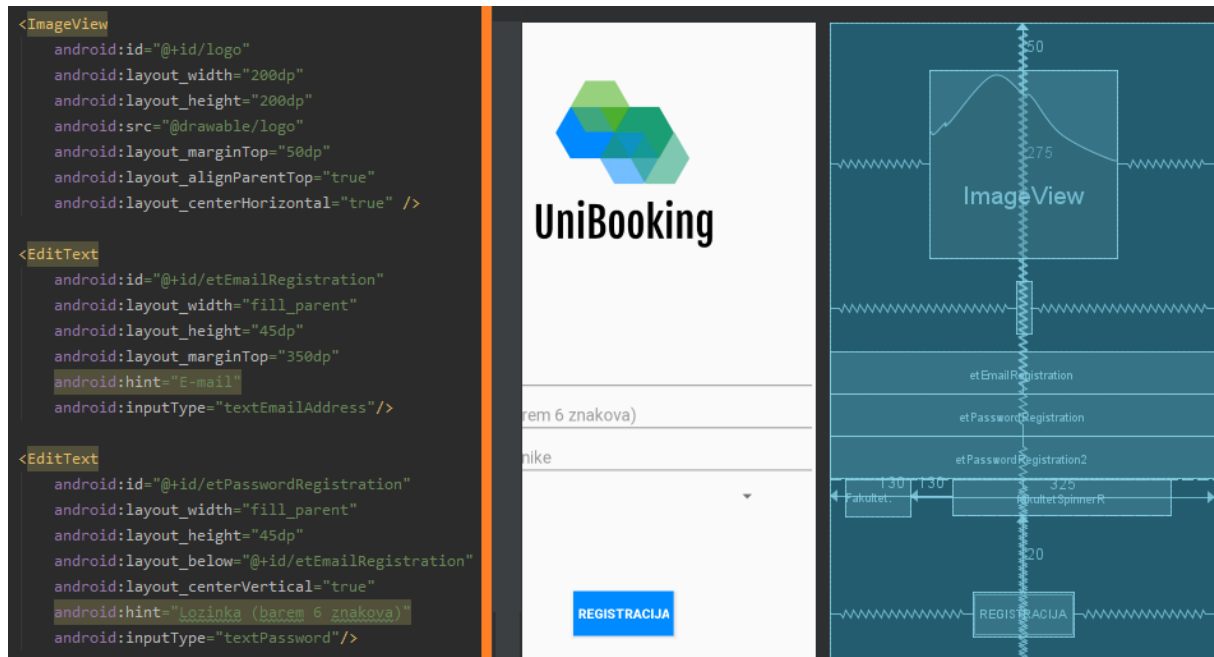 <ImageView
android:id="@+id/logo"
android:layout_width="200dp"
android:layout_height="200dp"
android:src="@drawable/logo"
android:layout_marginTop="50dp"
android:layout_alignParentTop="true"
android:layout_centerHorizontal="true" />
<EditText
android:id="@+id/etEmailRegistration"
android:layout_width="fill_parent"
android:layout_height="45dp"
android:layout_marginTop="350dp"
android:hint="E-mail"
android:inputType="textEmailAddress"/>
<EditText
android:id="@+id/etPasswordRegistration"
android:layout_width="fill_parent"
android:layout_height="45dp"
android:layout_below="@+id/etEmailRegistration"
android:layout_centerVertical="true"
android:hint="Lozinka (barem 6 znakova)"
android:inputType="textPassword"/>
UniBooking
rem 6 znakova)
nike
REGISTRACIJA
50
275
ImageView
etEmailRegistration
etPasswordRegistration
etPasswordRegistration2
130 130 325
Fakultet: fakultetSpinnerR
20
REGISTRACIJA